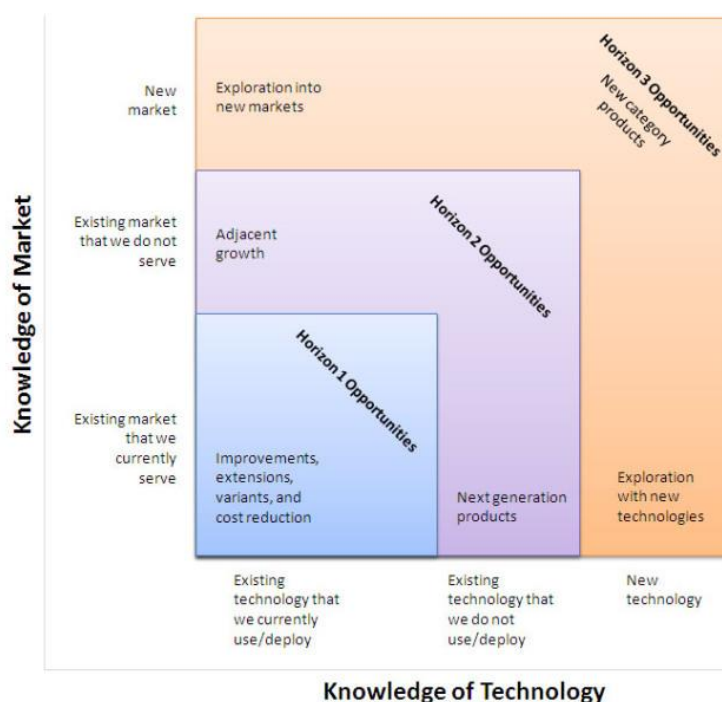 Knowledge of Market
New
market
Existing market
that we do not
serve
Existing market
that we
currently
serve
Exploration into
new markets
Horizon 3 Opportunities
New category
products
Adjacent
growth
Horizon 2 Opportunities
Horizon 1 Opportunities
Improvements,
extensions,
variants, and
cost reduction
Next generation
products
Exploration
with new
technologies
Existing
technology that
we currently
use/deploy
Existing
technology that
we do not
use/deploy
New
technology
Knowledge of Technology